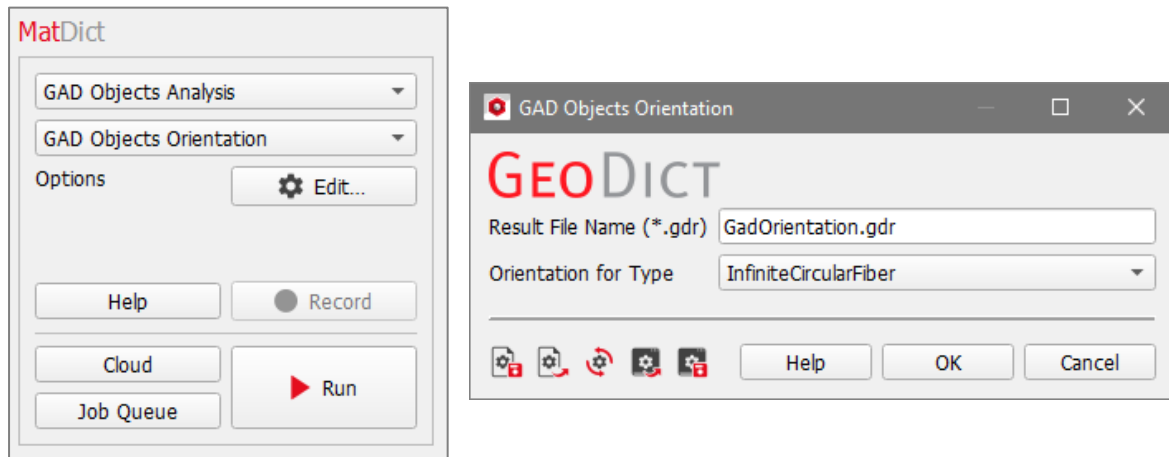 MatDict
GAD Objects Analysis
GAD Objects Orientation
Options
Edit...
Help
Record
Cloud
Job Queue
Run
GAD Objects Orientation
GEODICT
Result File Name (*.gdr) GadOrientation.gdr
Orientation for Type InfiniteCircularFiber
Help OK Cancel